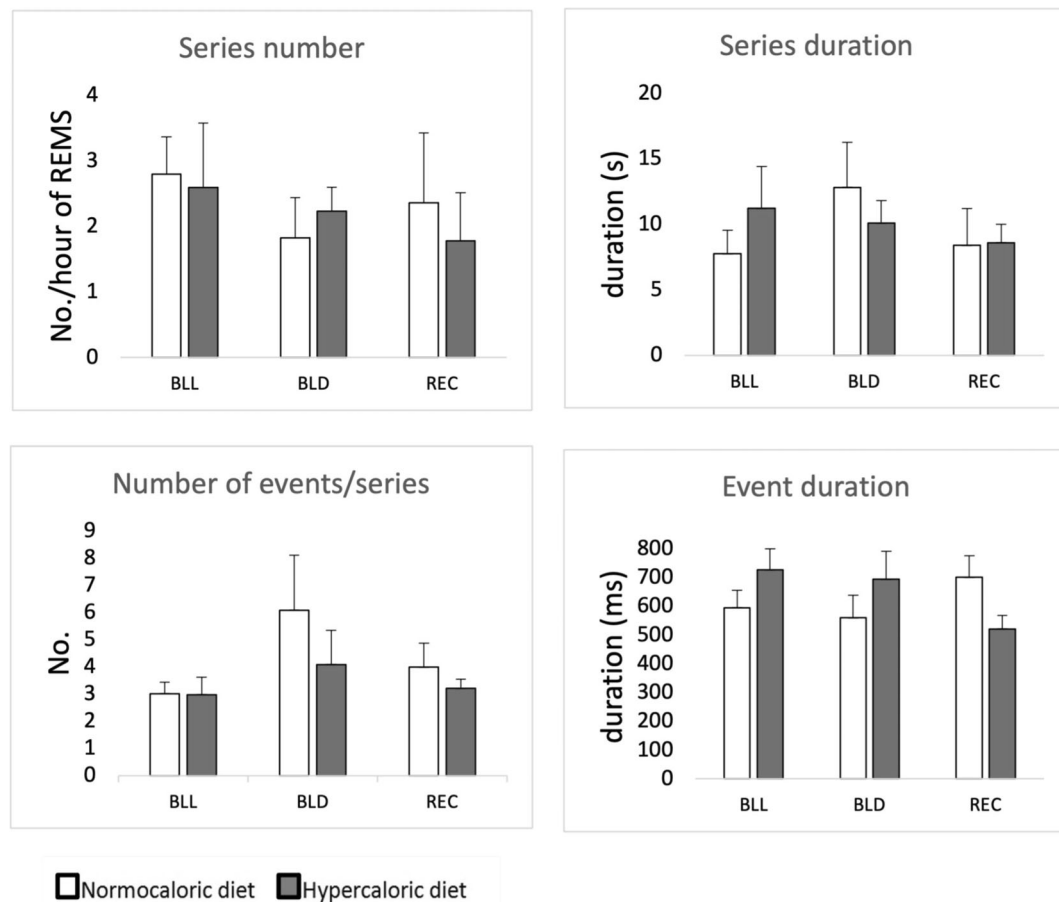 Series number
No./hour of REMS
4
3
2
1
0
BLL BLD REC
Series duration
duration (s)
20
15
10
5
0
BLL BLD REC
Number of events/series
No.
9
8
7
6
5
4
3
2
1
0
BLL BLD REC
Event duration
duration (ms)
800
700
600
500
400
300
200
100
0
BLL BLD REC
Normocaloric diet Hypercaloric diet